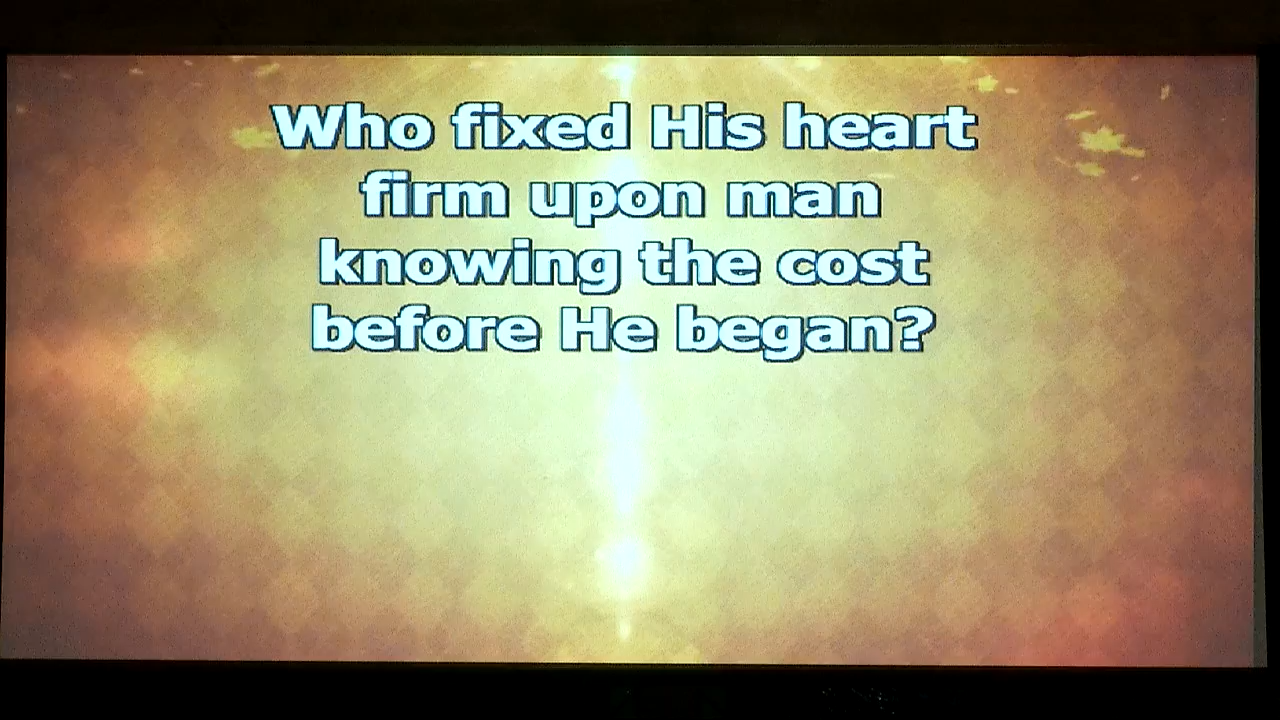 Who fixed His heart
firm upon man
knowing the cost
before He began?